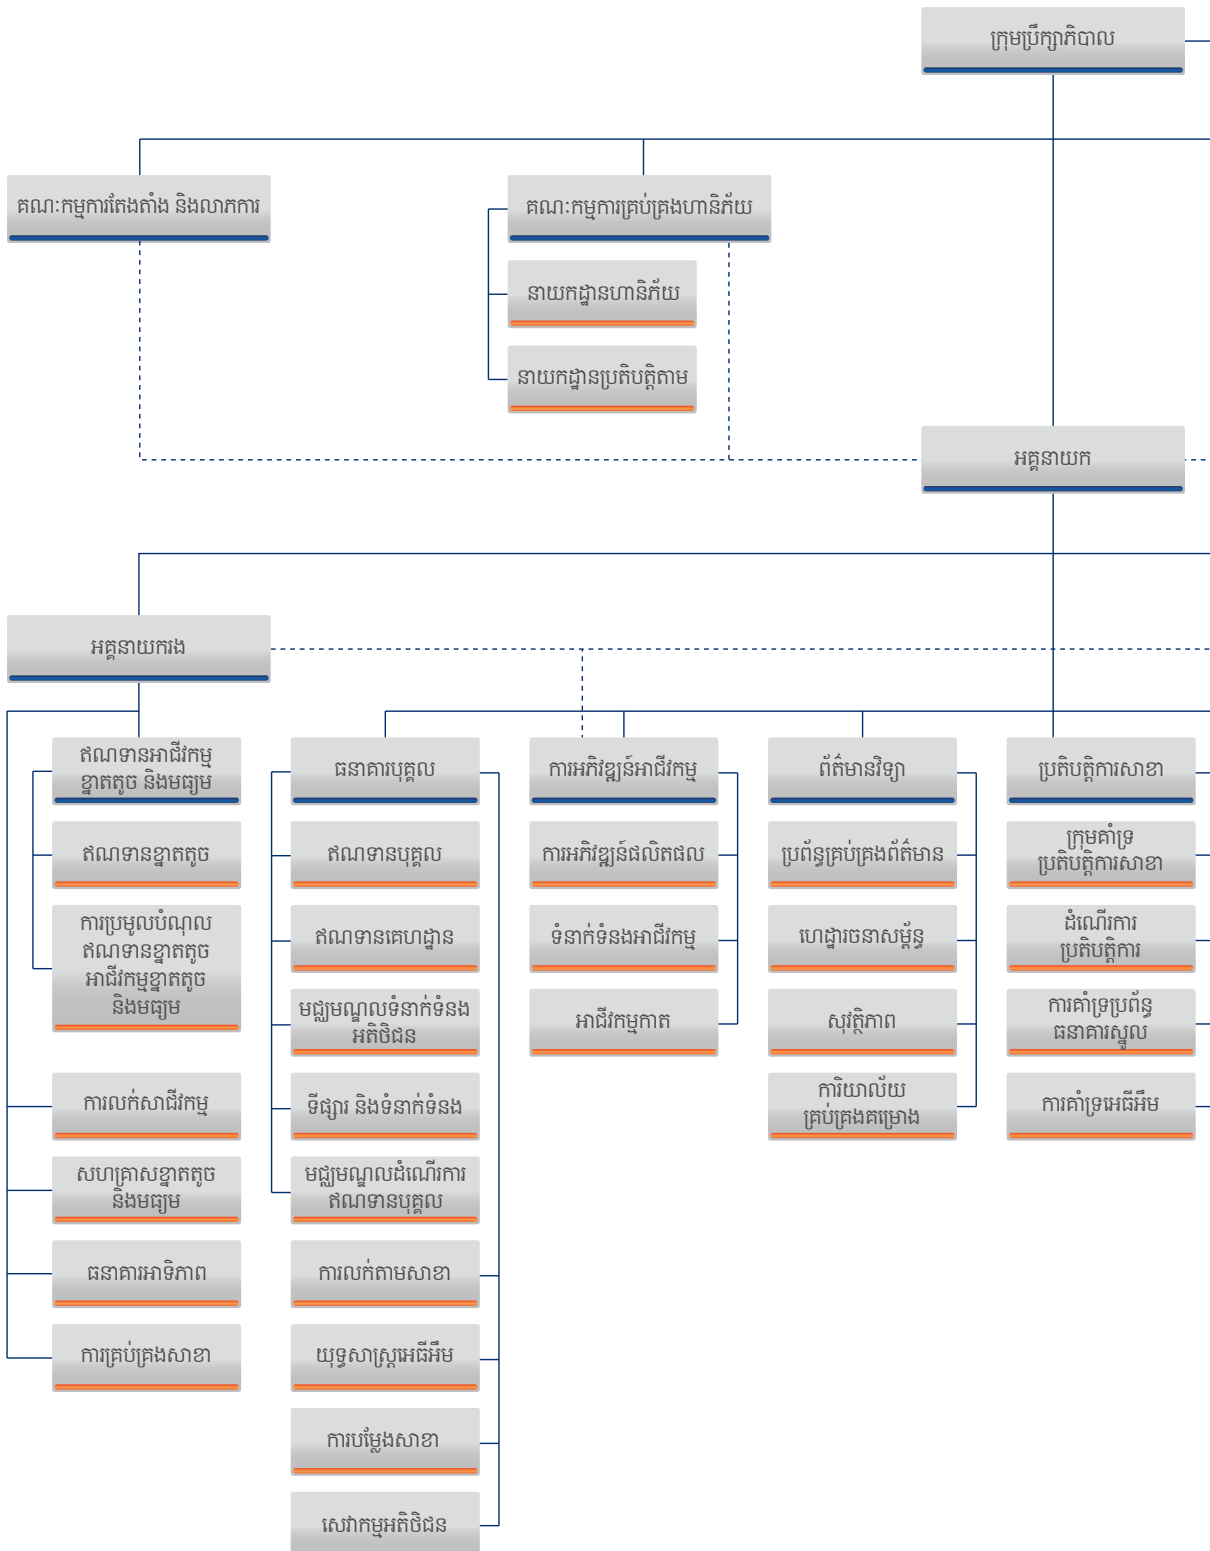 ក្រុមប្រឹក្សាភិបាល
គណៈកម្មការតែងតាំង និងលាភការ
គណៈកម្មការគ្រប់គ្រងហានិភ័យ
នាយកដ្ឋានហានិភ័យ
នាយកដ្ឋានប្រតិបត្តិតាម
អគ្គនាយក
អគ្គនាយករង
ឥណទានអាជីវកម្ម
ខ្នាតតូច និងមធ្យម
ឥណទានខ្នាតតូច
ការប្រមូលបំណុល
ឥណទានខ្នាតតូច
អាជីវកម្មខ្នាតតូច
និងមធ្យម
ការលក់សាជីវកម្ម
សហគ្រាសខ្នាតតូច
និងមធ្យម
ធនាគារអាទិភាព
ការគ្រប់គ្រងសាខា
ធនាគារបុគ្គល
ឥណទានបុគ្គល
ឥណទានគេហដ្ឋាន
មជ្ឈមណ្ឌលទំនាក់ទំនង
អតិថិជន
ទីផ្សារ និងទំនាក់ទំនង
មជ្ឈមណ្ឌលដំណើរការ
ឥណទានបុគ្គល
ការលក់តាមសាខា
យុទ្ធសាស្ត្រអេធីអឹម
ការបម្លែងសាខា
សេវាកម្មអតិថិជន
ការអភិវឌ្ឍន៍អាជីវកម្ម
ការអភិវឌ្ឍន៍ផលិតផល
ទំនាក់ទំនងអាជីវកម្ម
អាជីវកម្មកាត
ព័ត៌មានវិទ្យា
ប្រព័ន្ធគ្រប់គ្រងព័ត៌មាន
ហេដ្ឋារចនាសម្ព័ន្ធ
សុវត្ថិភាព
ការិយាល័យ
គ្រប់គ្រងគម្រោង
ប្រតិបត្តិការសាខា
ក្រុមគាំទ្រ
ប្រតិបត្តិការសាខា
ដំណើរការ
ប្រតិបត្តិការ
ការគាំទ្រប្រព័ន្ធ
ធនាគារស្នូល
ការគាំទ្រអេធីអឹម